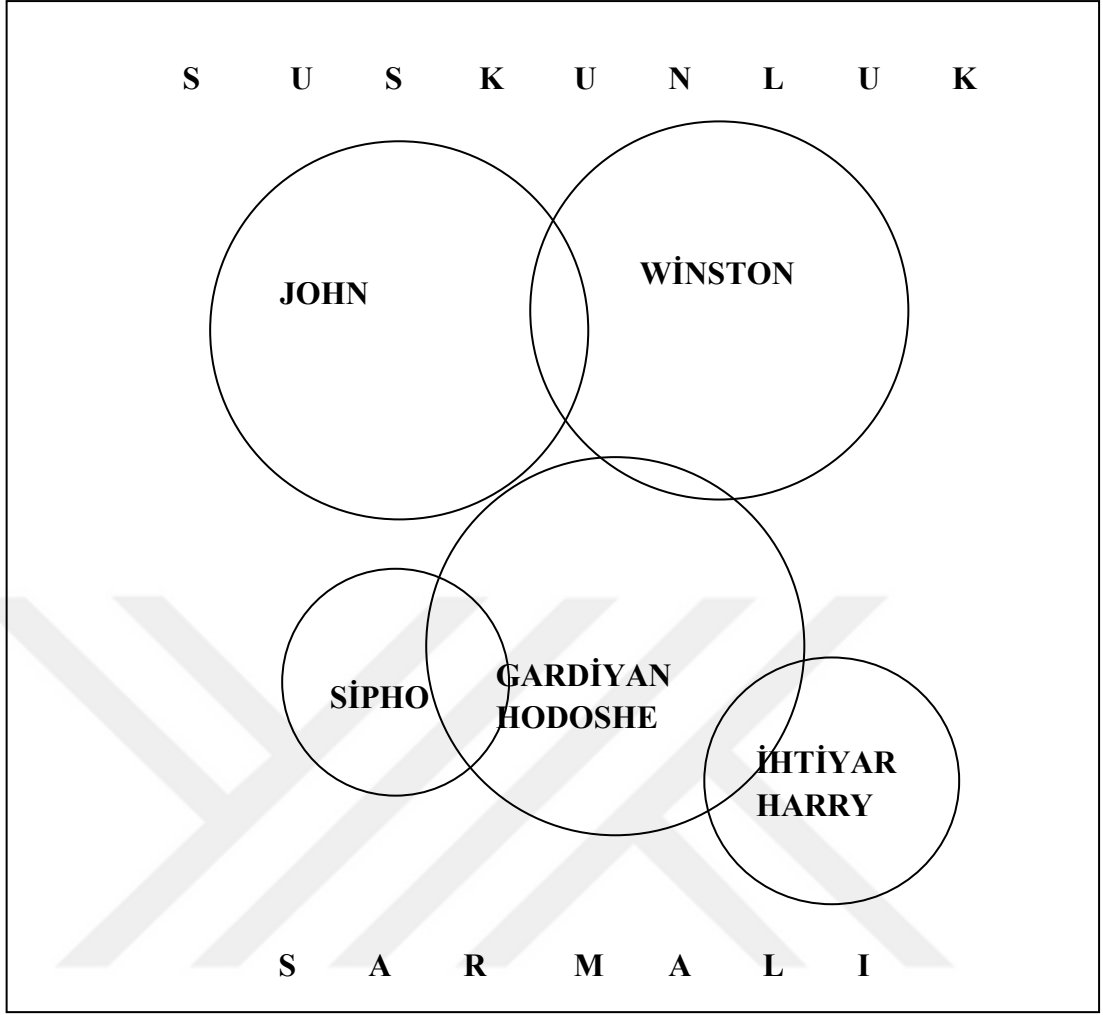 S U S K U N L U K
JOHN
WİNSTON
SİPHO
GARDİYAN
HODOSHE
İHTİYAR
HARRY
S A R M A L I